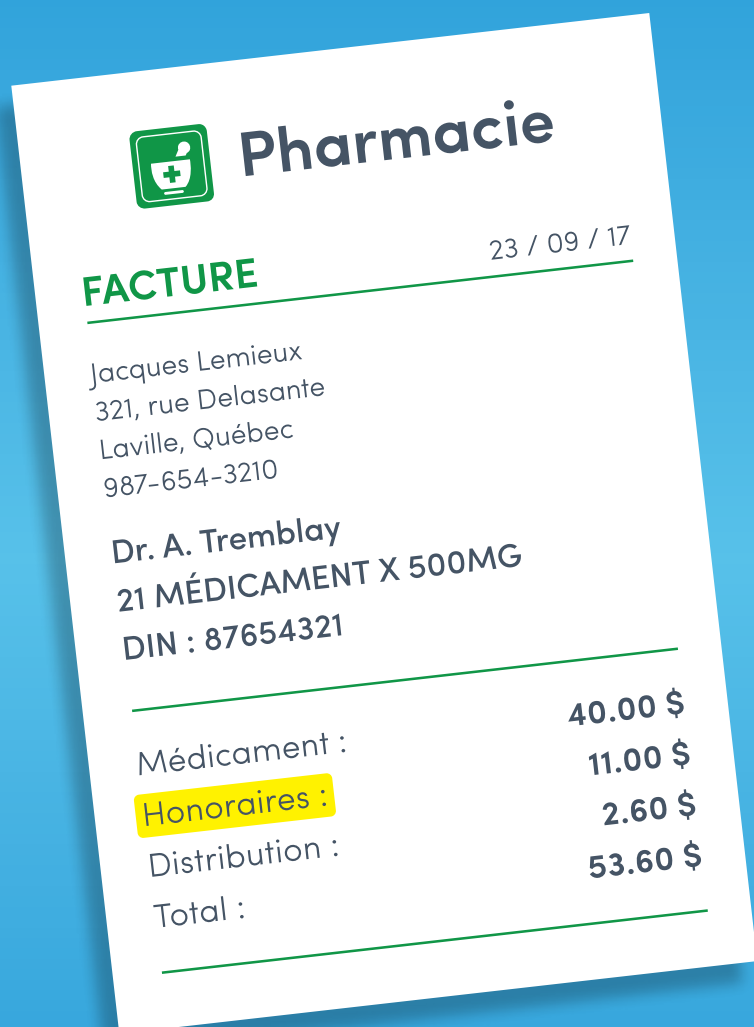 Pharmacie
FACTURE 23 / 09 / 17
Jacques Lemieux
321, rue Delasante
Laville, Québec
987-654-3210
Dr. A. Tremblay
21 MÉDICAMENT X 500MG
DIN : 87654321
Médicament : 40.00 $
Honoraires : 11.00 $
Distribution : 2.60 $
Total : 53.60 $